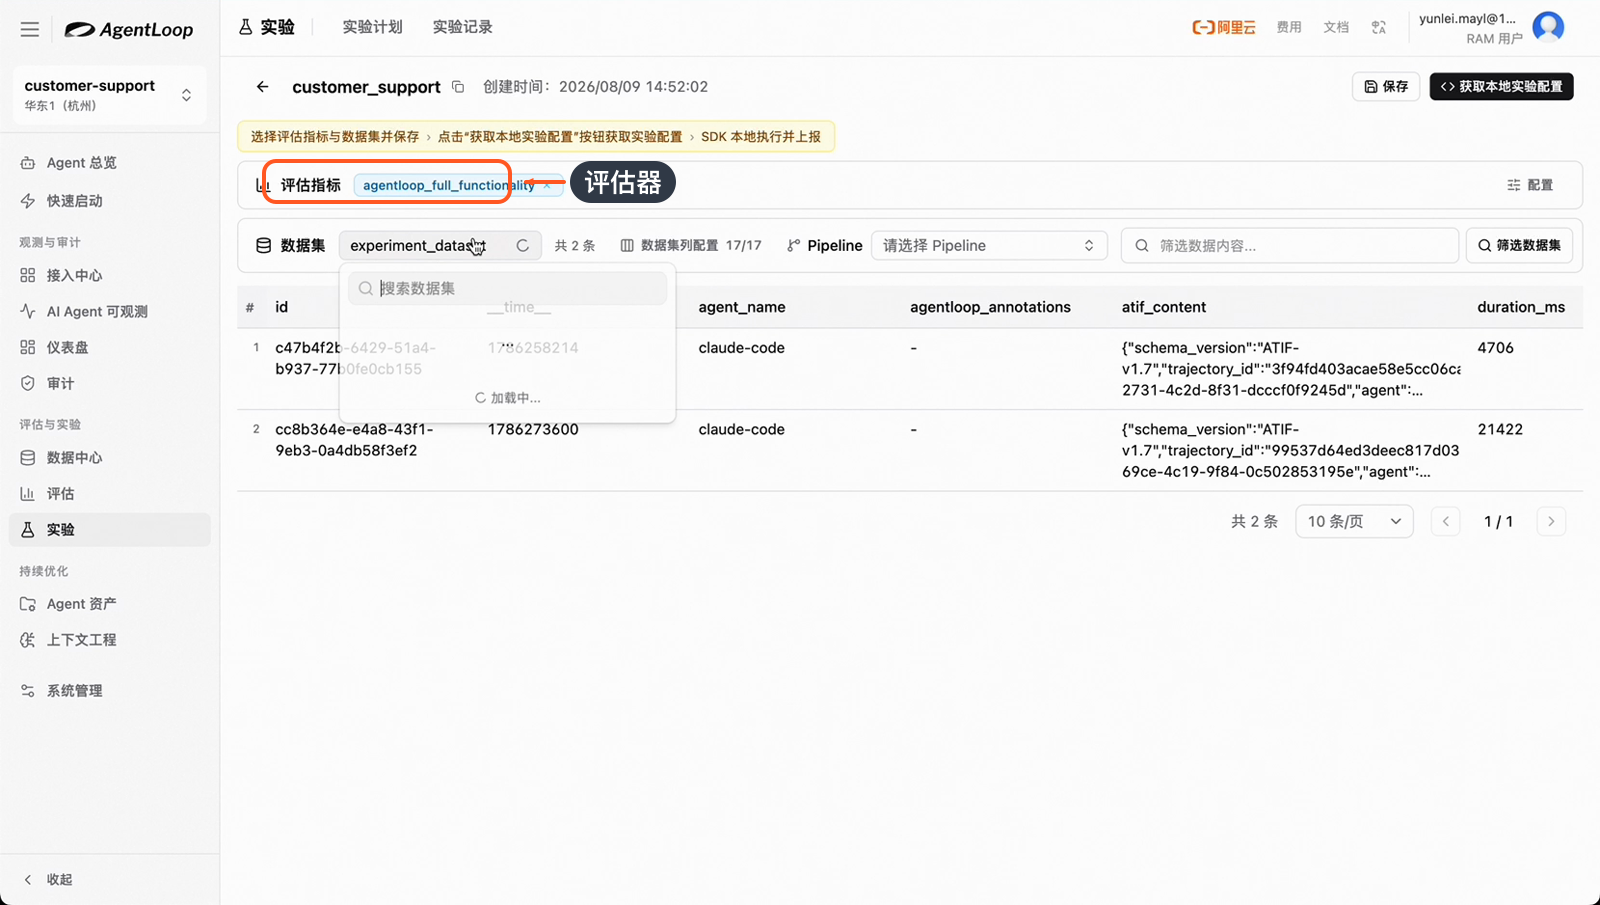 AgentLoop
实验
实验计划
实验记录
阿里云
费用
文档
yunlei.mayl@1...
RAM 用户
customer-support
华东1（杭州）
customer_support
创建时间：2026/08/09 14:52:02
保存
<> 获取本地实验配置
选择评估指标与数据集并保存 › 点击“获取本地实验配置”按钮获取实验配置 › SDK 本地执行并上报
评估指标
agentloop_full_functionality ×
评估器
配置
数据集
experiment_dataset
共 2 条
数据集列配置 17/17
Pipeline
请选择 Pipeline
筛选数据内容...
筛选数据集
搜索数据集
加载中...
# id __time__ agent_name agentloop_annotations atif_content duration_ms
1 c47b4f2b-6429-51a4-b937-77b0fe0cb155 1786258214 claude-code - {"schema_version":"ATIF-
v1.7","trajectory_id":"3f94fd403acae58e5cc06ca
2731-4c2d-8f31-dcccf0f9245d","agent":...
4706
2 cc8b364e-e4a8-43f1-9eb3-0a4db58f3ef2 1786273600 claude-code - {"schema_version":"ATIF-
v1.7","trajectory_id":"99537d64ed3deec817d03
69ce-4c19-9f84-0c502853195e","agent":...
21422
共 2 条
10 条/页
1 / 1
Agent 总览
快速启动
观测与审计
接入中心
AI Agent 可观测
仪表盘
审计
评估与实验
数据中心
评估
实验
持续优化
Agent 资产
上下文工程
系统管理
收起